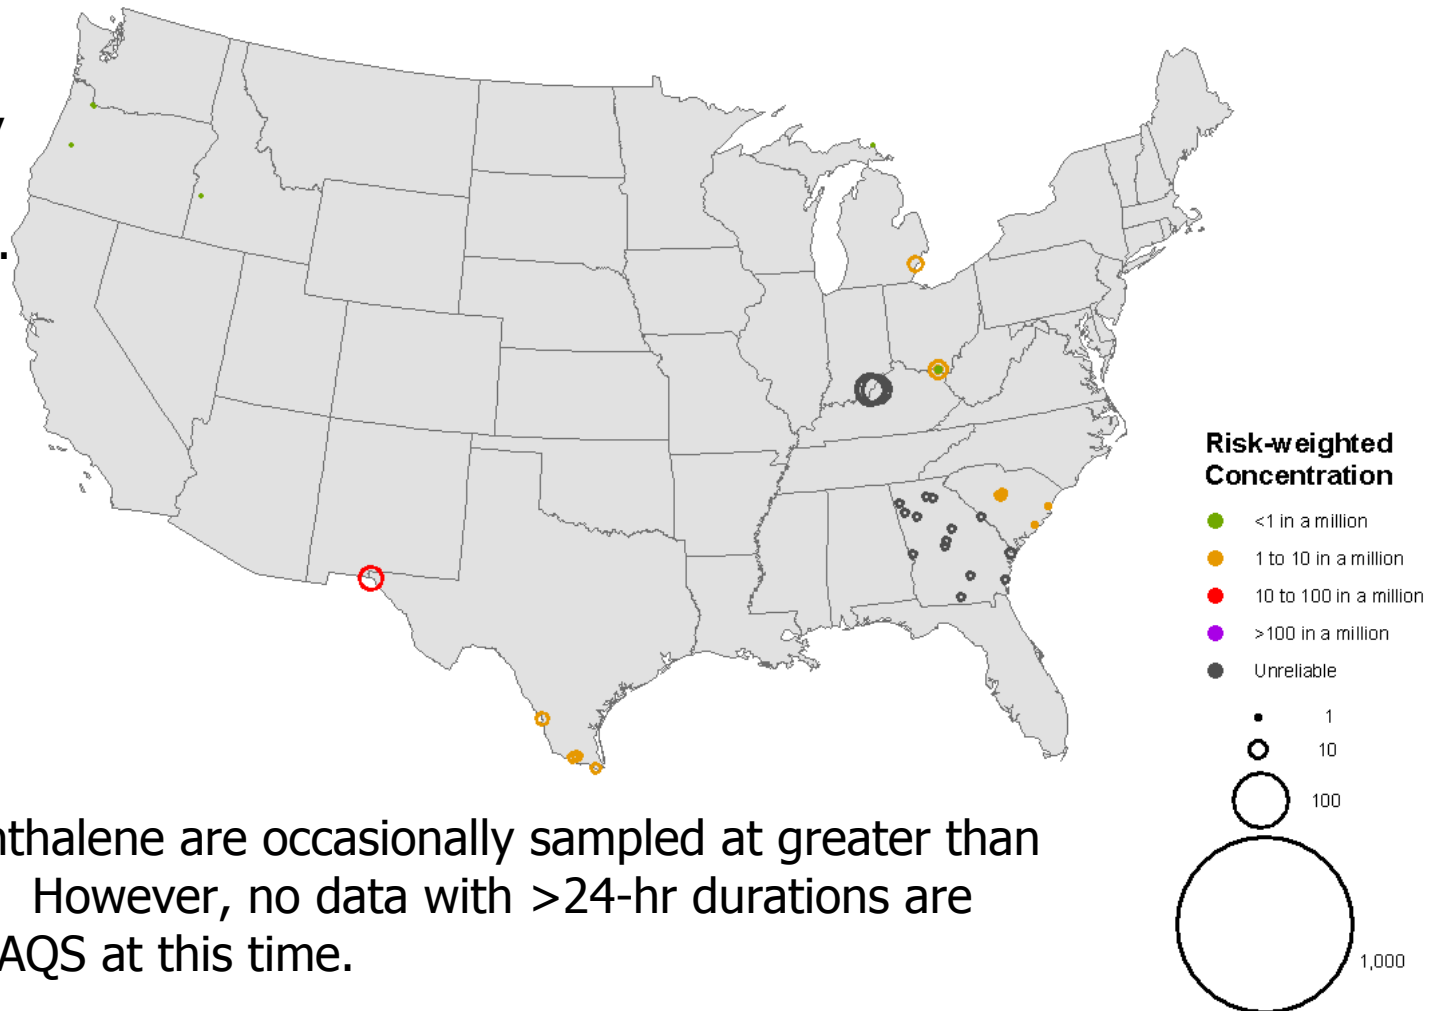 Risk-weighted
Concentration
<1 in a million
1 to 10 in a million
10 to 100 in a million
>100 in a million
Unreliable
1
10
100
1,000
are occasionally sampled at greater than
However, no data with >24-hr durations are
AQS at this time.